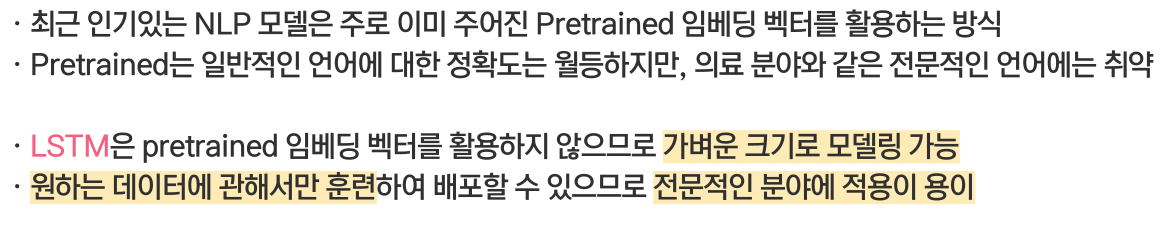 · 최근 인기있는 NLP 모델은 주로 이미 주어진 Pretrained 임베딩 벡터를 활용하는 방식
· Pretrained는 일반적인 언어에 대한 정확도는 월등하지만, 의료 분야와 같은 전문적인 언어에는 취약
· LSTM은 pretrained 임베딩 벡터를 활용하지 않으므로 가벼운 크기로 모델링 가능
· 원하는 데이터에 관해서만 훈련하여 배포할 수 있으므로 전문적인 분야에 적용이 용이